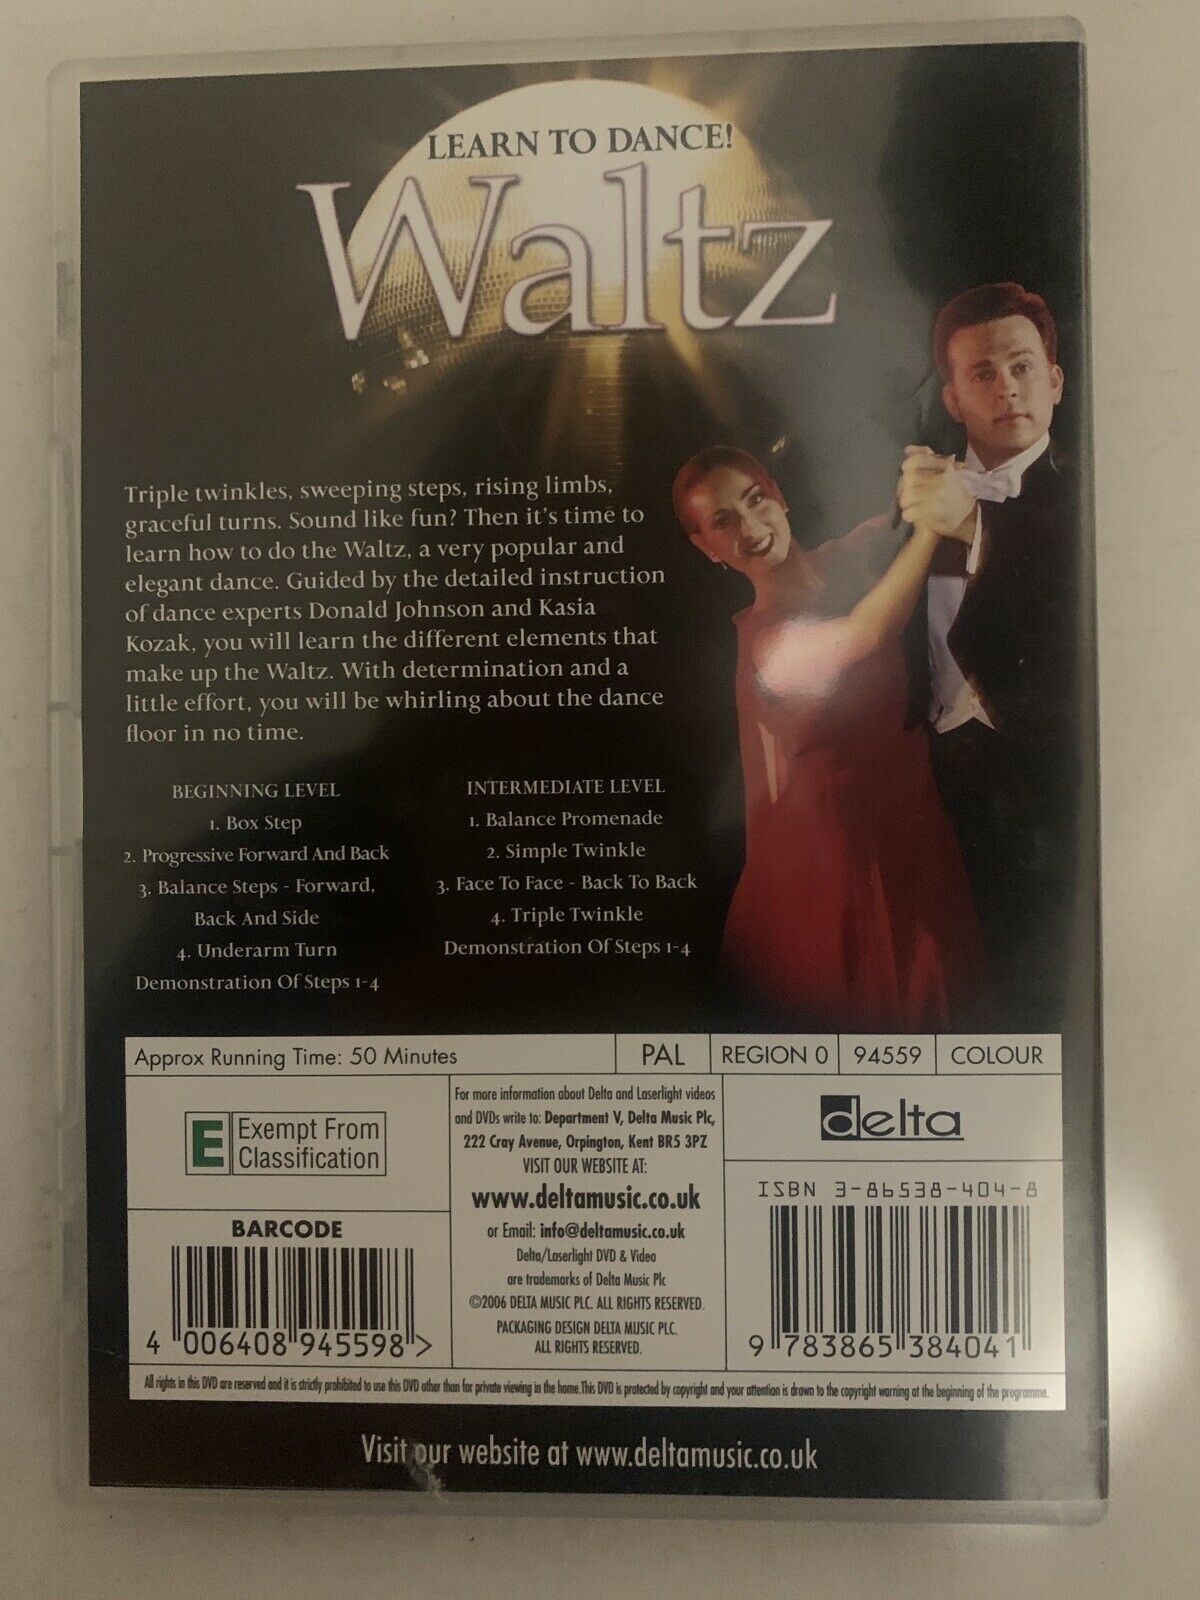 LEARN TO DANCE!
Waltz
Triple twinkles, sweeping steps, rising limbs,
graceful turns. Sound like fun? Then it's time to
learn how to do the Waltz, a very popular and
elegant dance. Guided by the detailed instruction
of dance experts Donald Johnson and Kasia
Kozak, you will learn the different elements that
make up the Waltz. With determination and a
little effort, you will be whirling about the dance
floor in no time.
BEGINNING LEVEL
1. Box Step
2. Progressive Forward And Back
3. Balance Steps - Forward,
Back And Side
4. Underarm Turn
Demonstration Of Steps 1-4
INTERMEDIATE LEVEL
1. Balance Promenade
2. Simple Twinkle
3. Face To Face - Back To Back
4. Triple Twinkle
Demonstration Of Steps 1-4
Approx Running Time: 50 Minutes
PAL
REGION 0
94559
COLOUR
E
Exempt From
Classification
BARCODE
4 006408 945598 >
For more information about Delta and Laserlight videos
and DVDs write to: Department V, Delta Music Plc,
222 Cray Avenue, Orpington, Kent BR5 3PZ
VISIT OUR WEBSITE AT:
www.deltamusic.co.uk
or Email: info@deltamusic.co.uk
Delta/Laserlight DVD & Video
are trademarks of Delta Music Plc
©2006 DELTA MUSIC PLC. ALL RIGHTS RESERVED.
PACKAGING DESIGN DELTA MUSIC PLC.
ALL RIGHTS RESERVED.
delta
ISBN 3-86538-404-8
9 783865 384041
All rights in this DVD are reserved and it is strictly prohibited to use this DVD other than for private viewing in the home. This DVD is protected by copyright and your attention is drawn to the copyright warning at the beginning of the programme.
Visit our website at www.deltamusic.co.uk